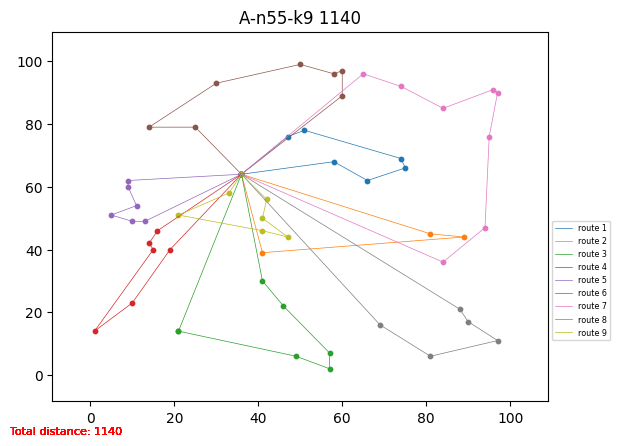 A-n55-k9 1140
100
80
60
40
20
0
0 20 40 60 80 100
route 1
route 2
route 3
route 4
route 5
route 6
route 7
route 8
route 9
Total distance: 1140